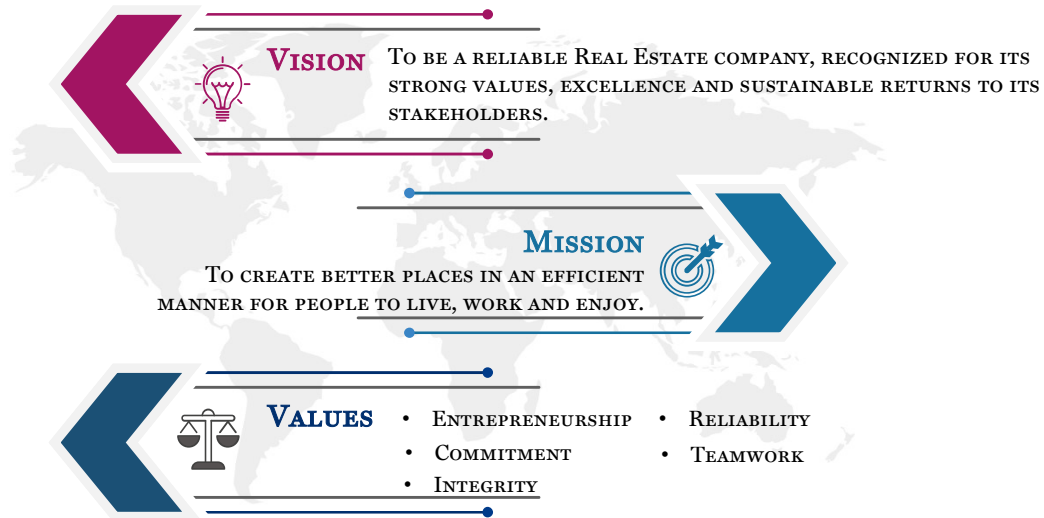 Vision
To be a reliable Real Estate company, recognized for its
strong values, excellence and sustainable returns to its
stakeholders.
Mission
To create better places in an efficient
manner for people to live, work and enjoy.
Values
• Entrepreneurship
• Commitment
• Integrity
• Reliability
• Teamwork